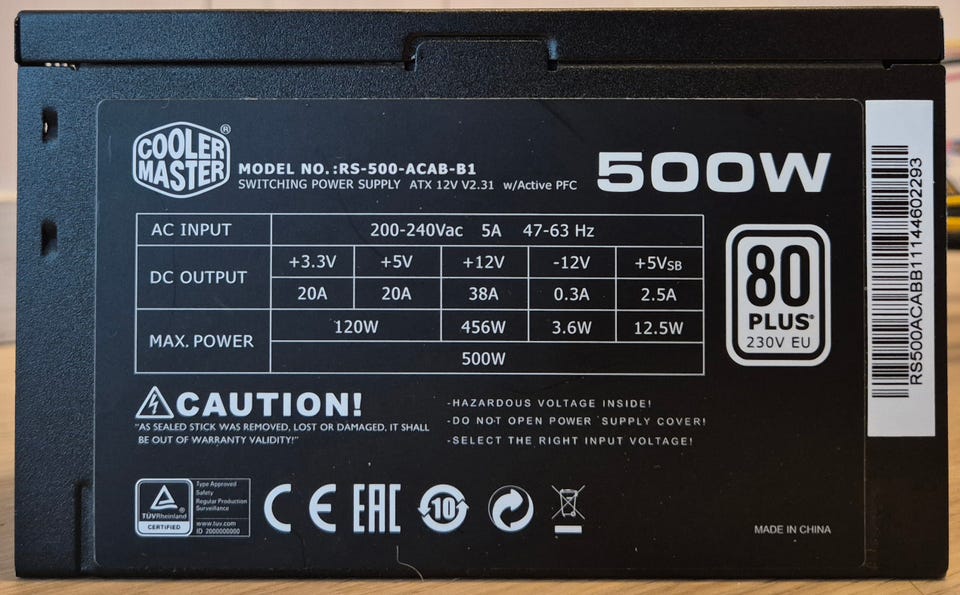 COOLER MASTER®
MODEL NO.:RS-500-ACAB-B1
SWITCHING POWER SUPPLY ATX 12V V2.31 w/Active PFC
500W
AC INPUT 200-240Vac 5A 47-63 Hz
DC OUTPUT +3.3V +5V +12V -12V +5VSB
20A 20A 38A 0.3A 2.5A
MAX. POWER 120W 456W 3.6W 12.5W
500W
80
PLUS®
230V EU
RS500ACABB11144602293
CAUTION!
"AS SEALED STICK WAS REMOVED, LOST OR DAMAGED, IT SHALL
BE OUT OF WARRANTY VALIDITY!"
-HAZARDOUS VOLTAGE INSIDE!
-DO NOT OPEN POWER SUPPLY COVER!
-SELECT THE RIGHT INPUT VOLTAGE!
TÜVRheinland
CERTIFIED
Type Approved
Safety
Regular Production
Surveillance
www.tuv.com
ID 2000000000
CE
EAC
10
MADE IN CHINA